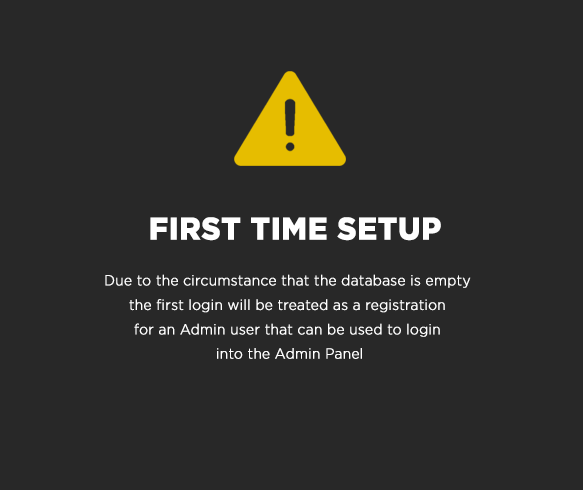 FIRST TIME SETUP
Due to the circumstance that the database is empty
the first login will be treated as a registration
for an Admin user that can be used to login
into the Admin Panel